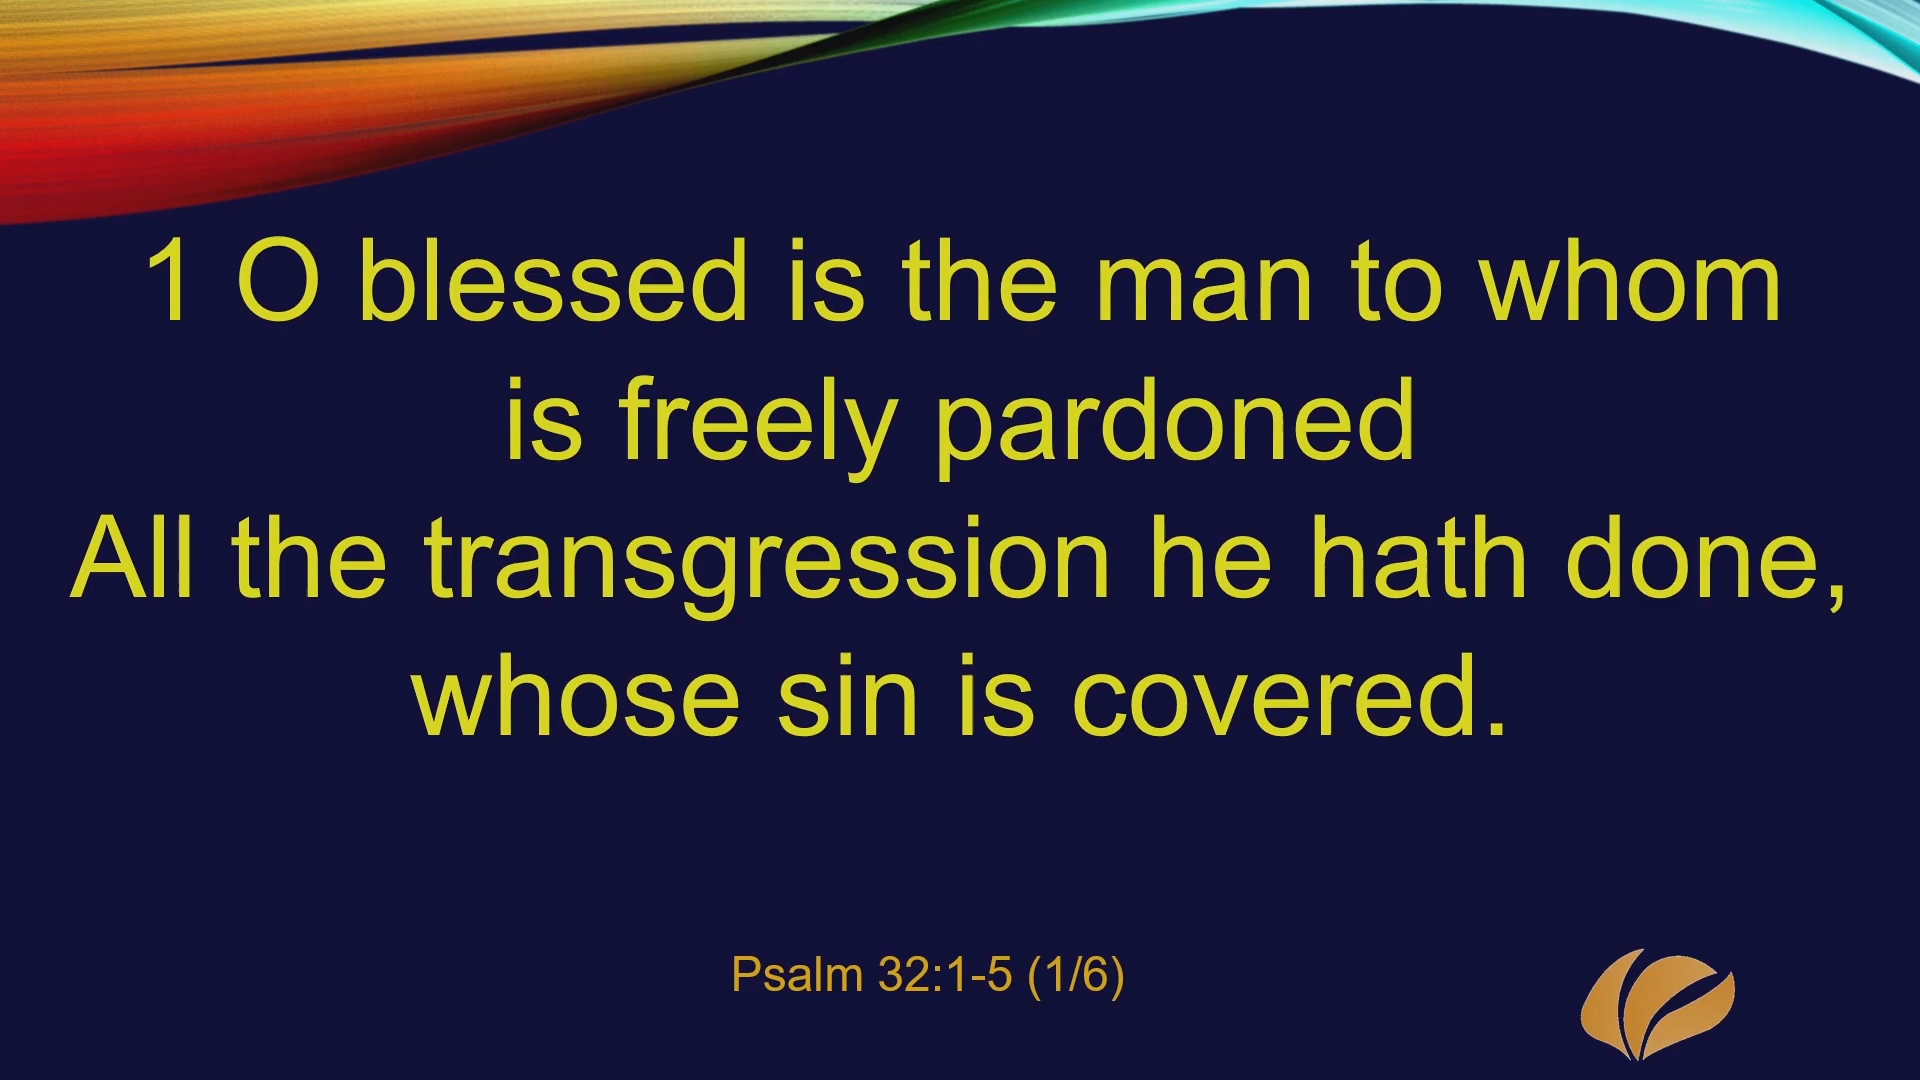 1 O blessed is the man to whom
is freely pardoned
All the transgression he hath done,
whose sin is covered.
Psalm 32:1-5 (1/6)